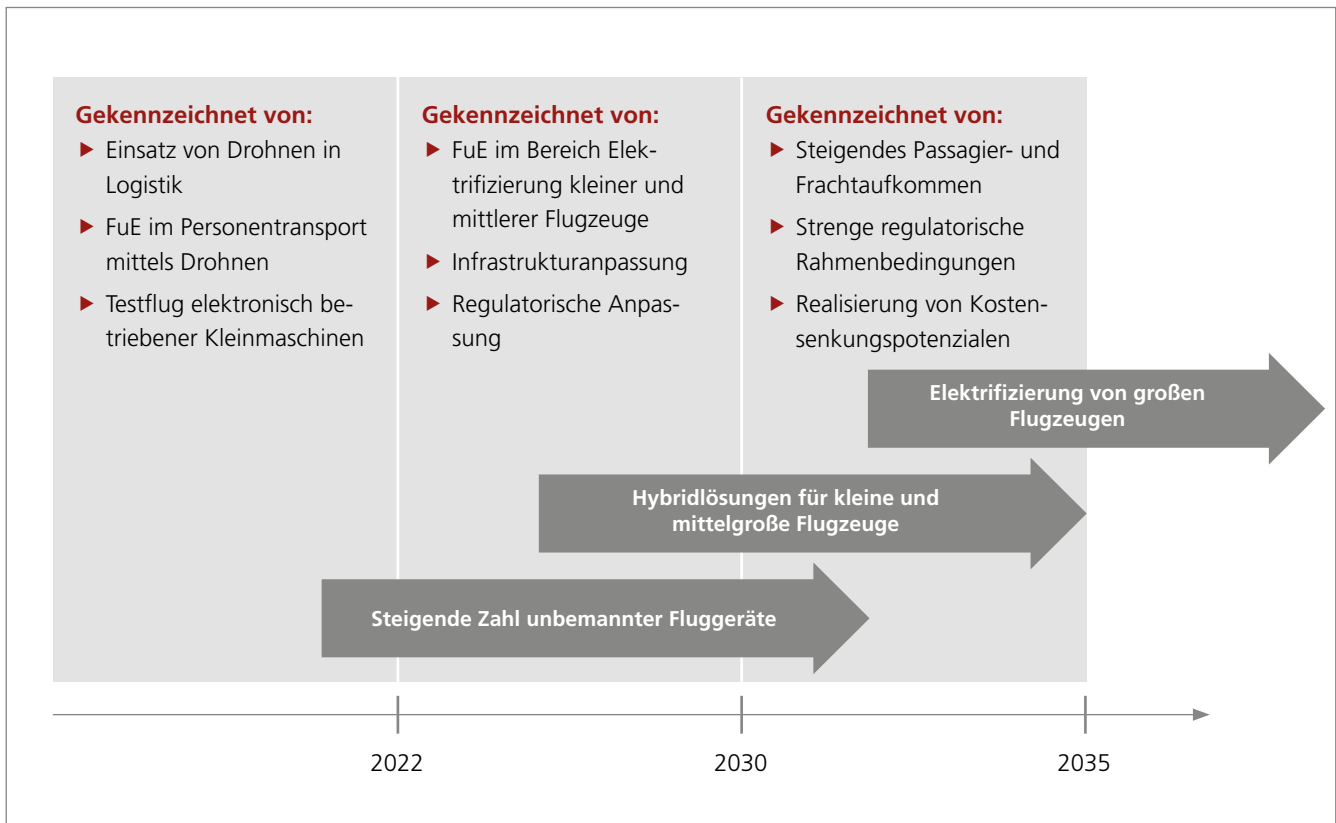 Gekennzeichnet von:
▶ Einsatz von Drohnen in
Logistik
▶ FuE im Personentransport
mittels Drohnen
▶ Testflug elektronisch be-
triebener Kleinmaschinen
Gekennzeichnet von:
▶ FuE im Bereich Elek-
trifizierung kleiner und
mittlerer Flugzeuge
▶ Infrastrukturanpassung
▶ Regulatorische Anpas-
sung
Gekennzeichnet von:
▶ Steigendes Passagier- und
Frachtaufkommen
▶ Strenge regulatorische
Rahmenbedingungen
▶ Realisierung von Kosten-
senkungspotenzialen
Elektrifizierung von großen
Flugzeugen
Hybridlösungen für kleine und
mittelgroße Flugzeuge
Steigende Zahl unbemannter Fluggeräte
2022
2030
2035